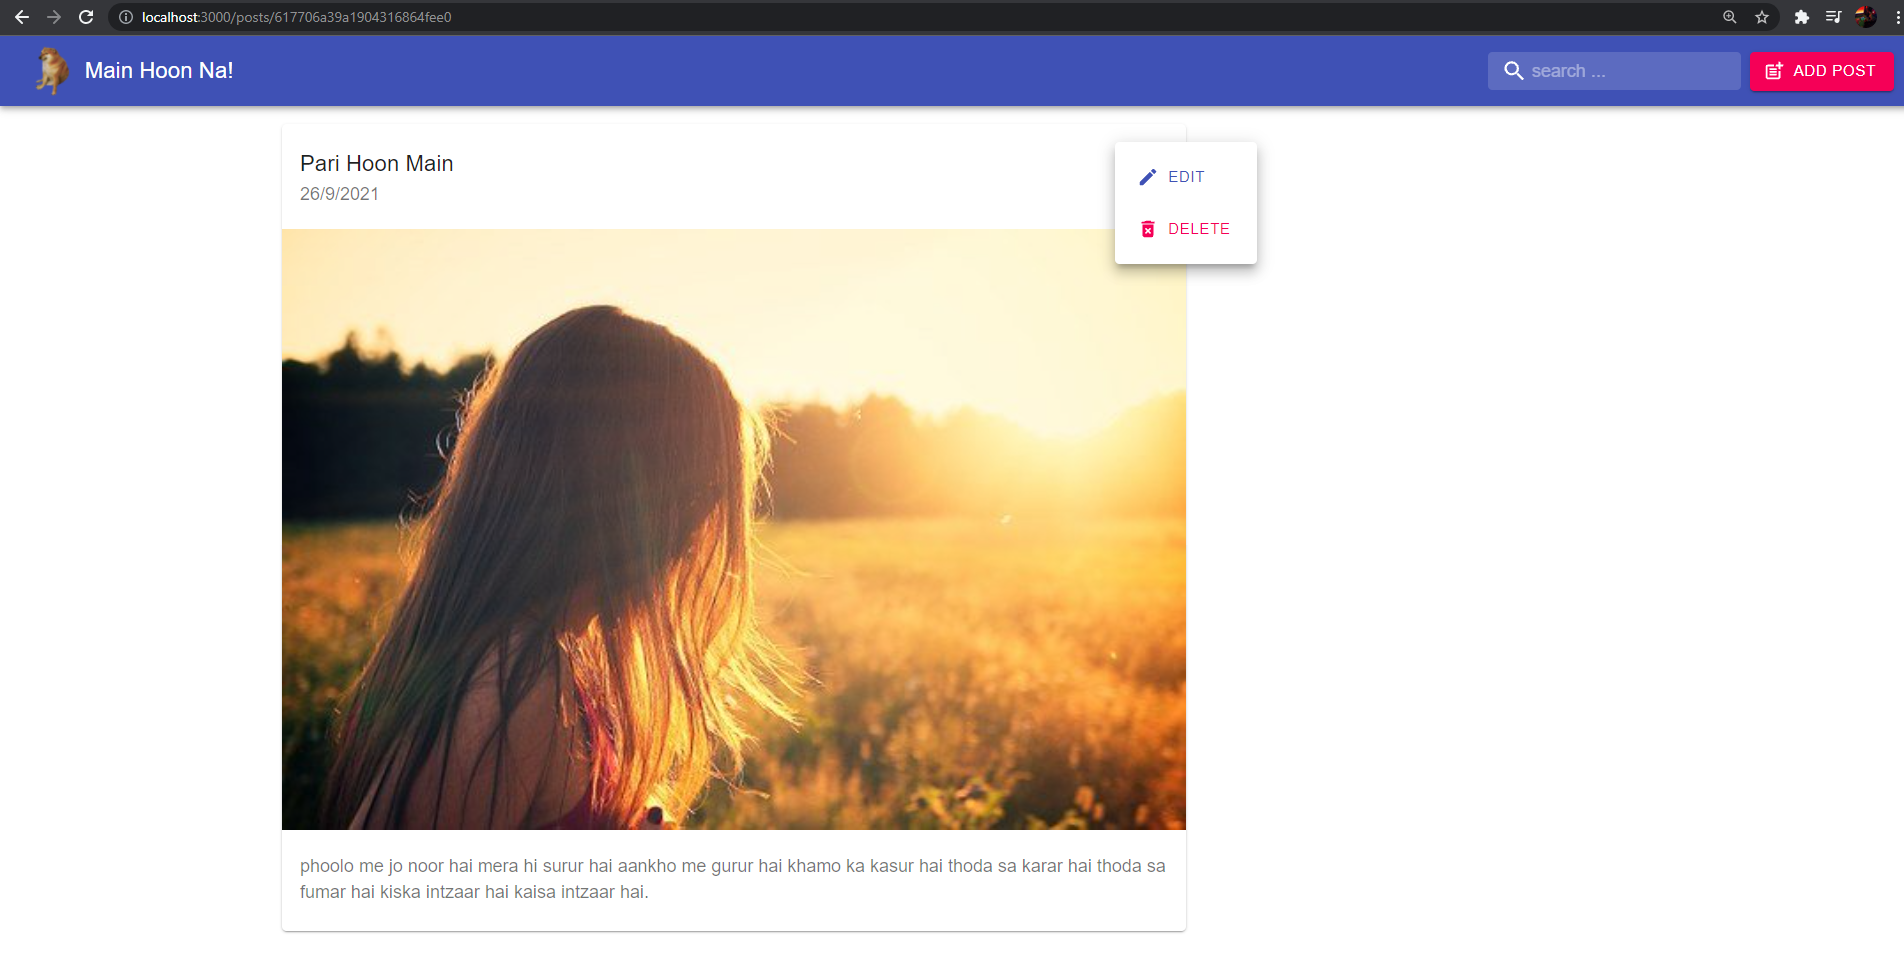 localhost:3000/posts/617706a39a1904316864fee0
Main Hoon Na!
search ...
ADD POST
Pari Hoon Main
26/9/2021
EDIT
DELETE
phoolo me jo noor hai mera hi surur hai aankho me gurur hai khamo ka kasur hai thoda sa karar hai thoda sa
fumar hai kiska intzaar hai kaisa intzaar hai.